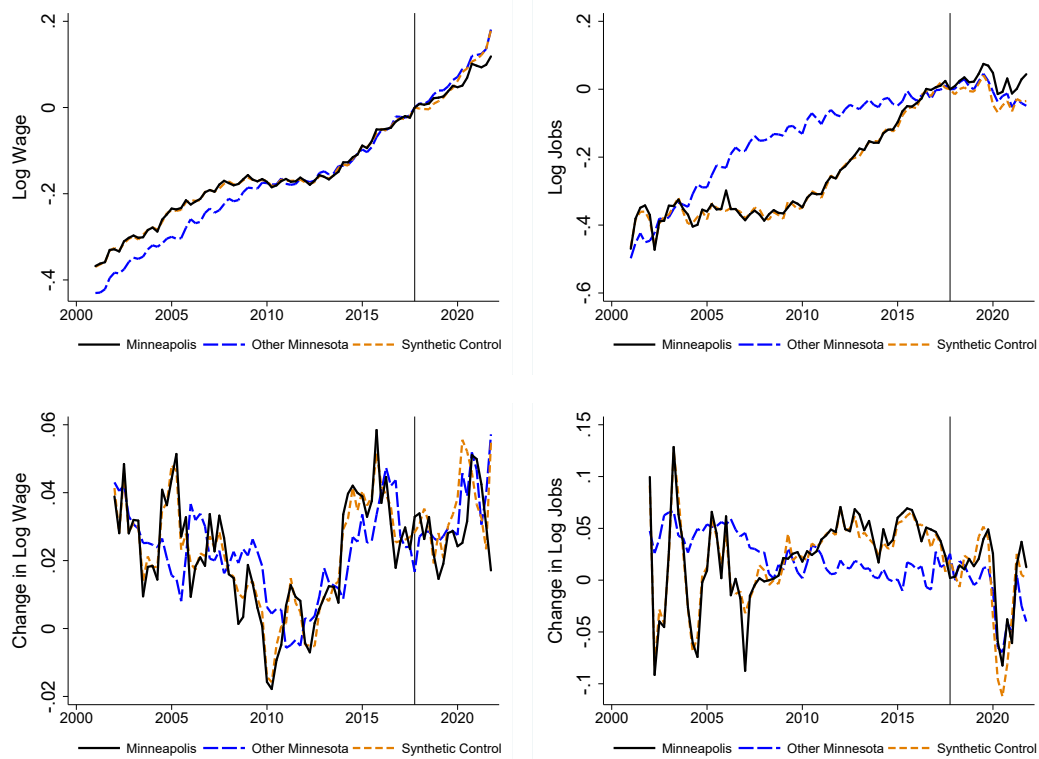 Log Wage
.2
0
-.2
-.4
2000 2005 2010 2015 2020
Minneapolis Other Minnesota Synthetic Control
Log Jobs
.2
0
-.2
-.4
-.6
2000 2005 2010 2015 2020
Minneapolis Other Minnesota Synthetic Control
Change in Log Wage
.06
.04
.02
0
-.02
2000 2005 2010 2015 2020
Minneapolis Other Minnesota Synthetic Control
Change in Log Jobs
.15
.1
.05
0
-.05
-.1
2000 2005 2010 2015 2020
Minneapolis Other Minnesota Synthetic Control